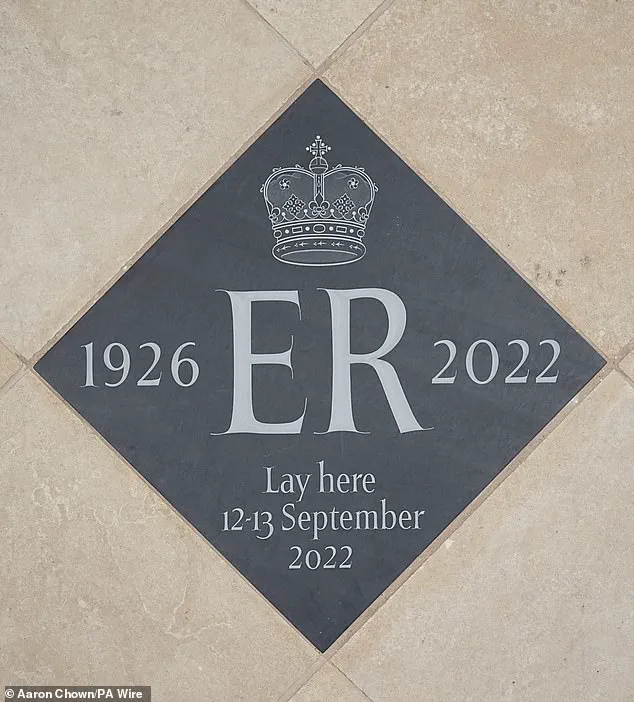 1926 ER 2022
Lay here
12-13 September
2022
© Aaron Chown/PA Wire